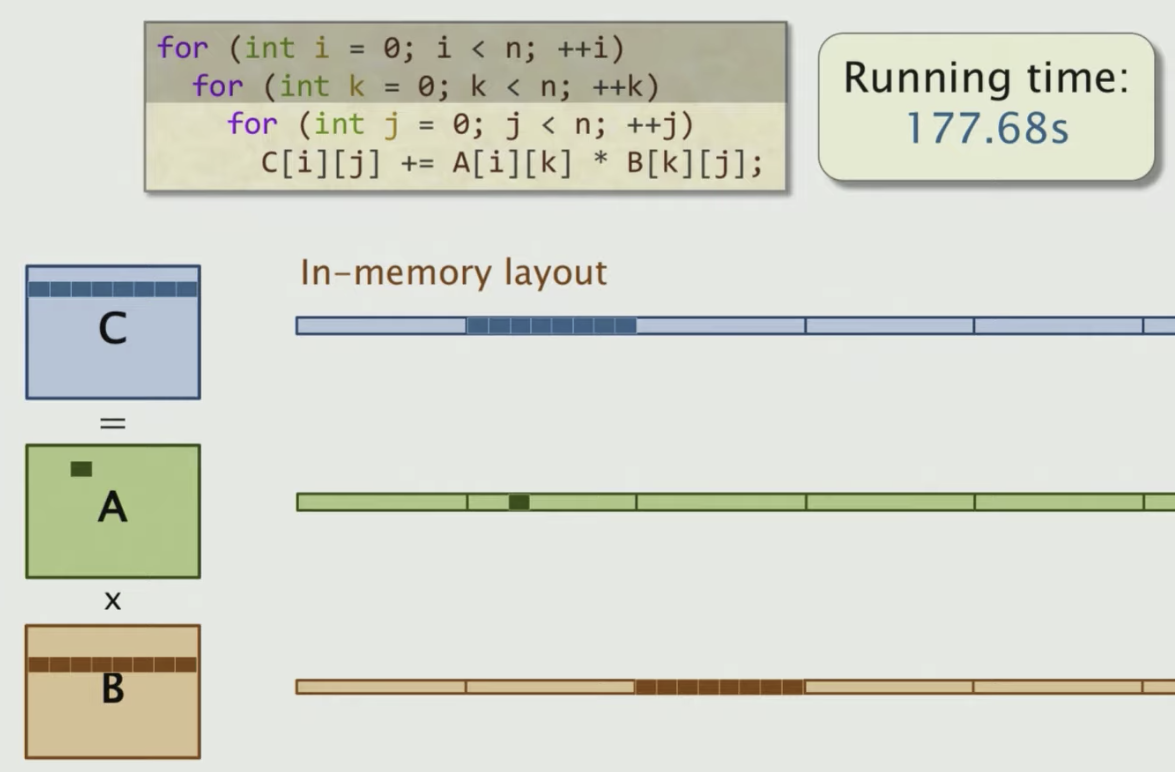 for (int i = 0; i < n; ++i)
  for (int k = 0; k < n; ++k)
    for (int j = 0; j < n; ++j)
      C[i][j] += A[i][k] * B[k][j];
Running time:
177.68s
In-memory layout
C
=
A
x
B